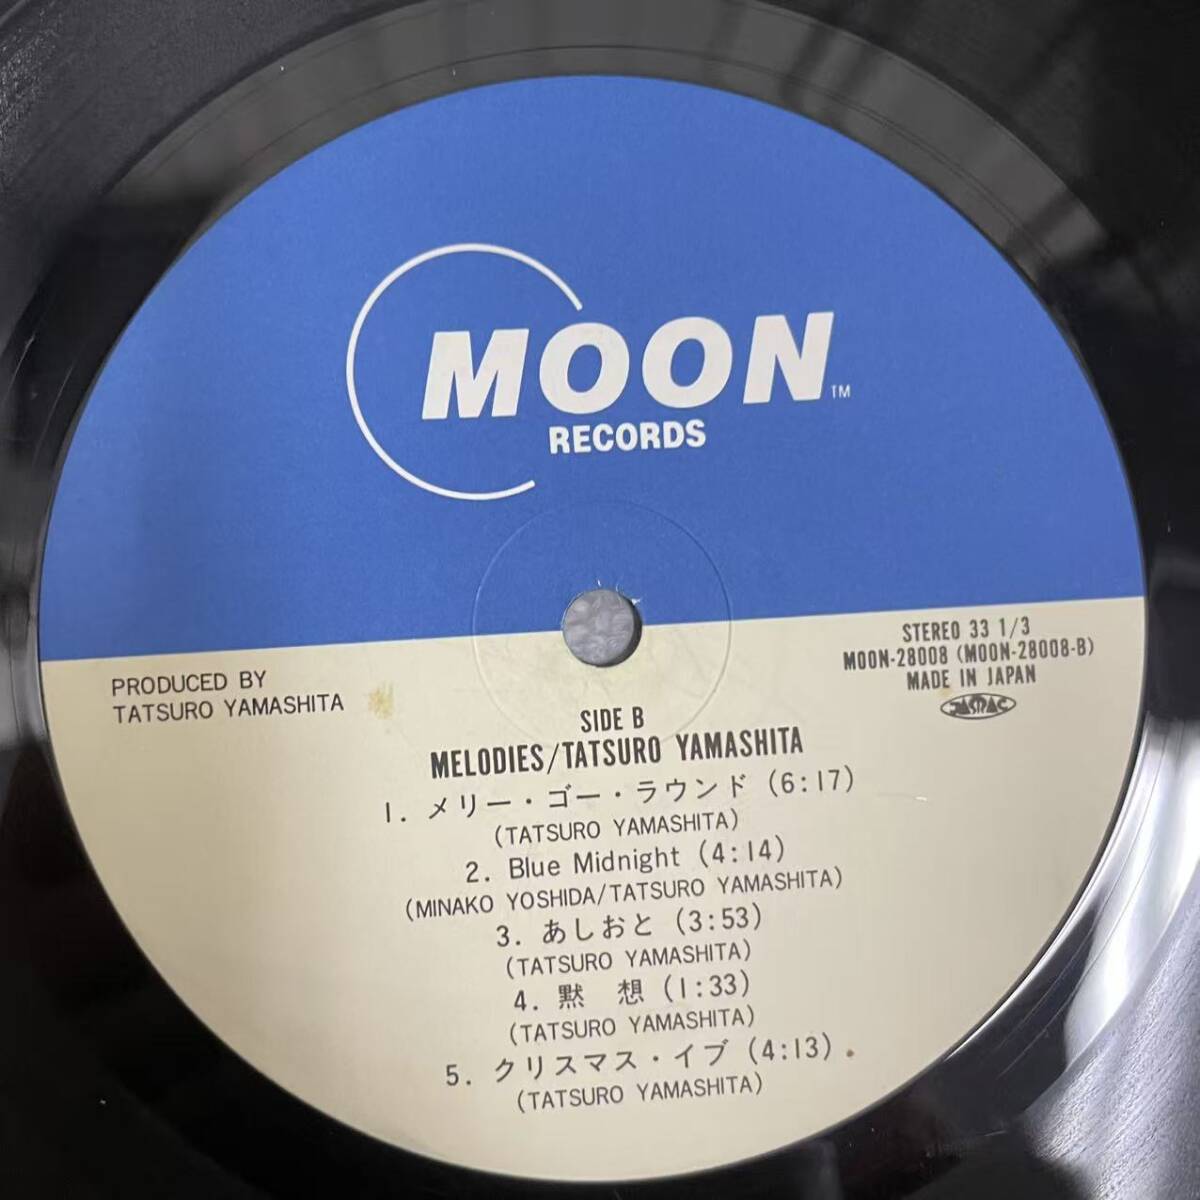 MOON™
RECORDS
STEREO 33 1/3
MOON-28008 (MOON-28008-B)
MADE IN JAPAN
JASRAC
PRODUCED BY
TATSURO YAMASHITA
SIDE B
MELODIES/TATSURO YAMASHITA
1. メリー・ゴー・ラウンド (6:17)
(TATSURO YAMASHITA)
2. Blue Midnight (4:14)
(MINAKO YOSHIDA/TATSURO YAMASHITA)
3. あしおと (3:53)
(TATSURO YAMASHITA)
4. 黙　想 (1:33)
(TATSURO YAMASHITA)
5. クリスマス・イブ (4:13)
(TATSURO YAMASHITA)